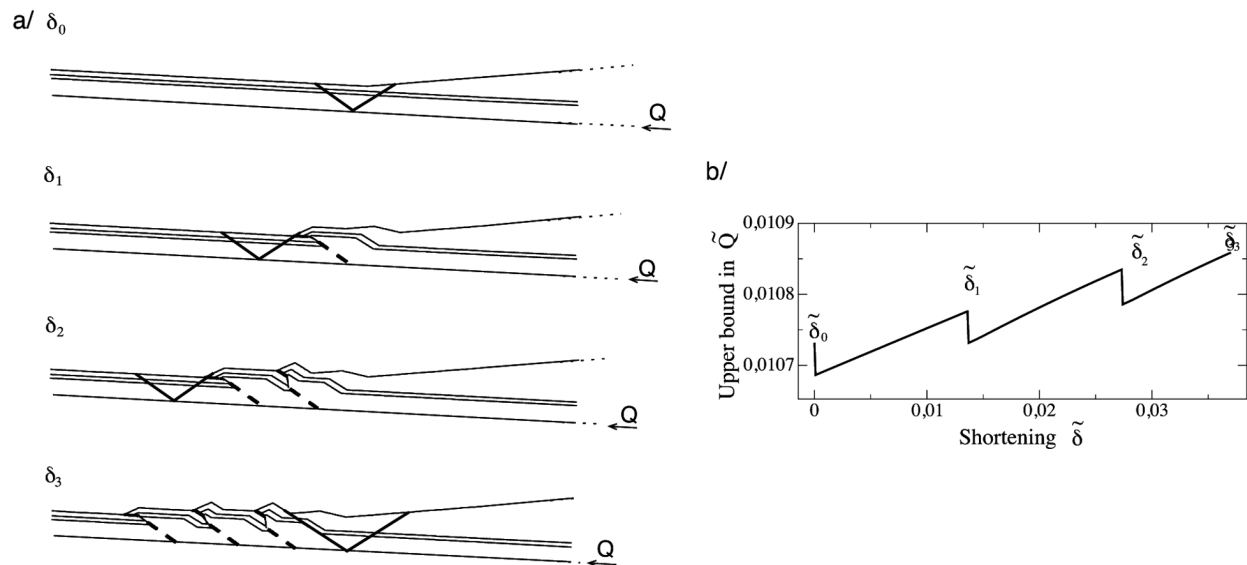 a/ δ₀
Q
δ₁
Q
δ₂
Q
δ₃
Q
b/
Upper bound in Q̃
0,0109
0,0108
0,0107
δ̃₀
δ̃₁
δ̃₂
δ̃₃
0 0,01 0,02 0,03
Shortening δ̃